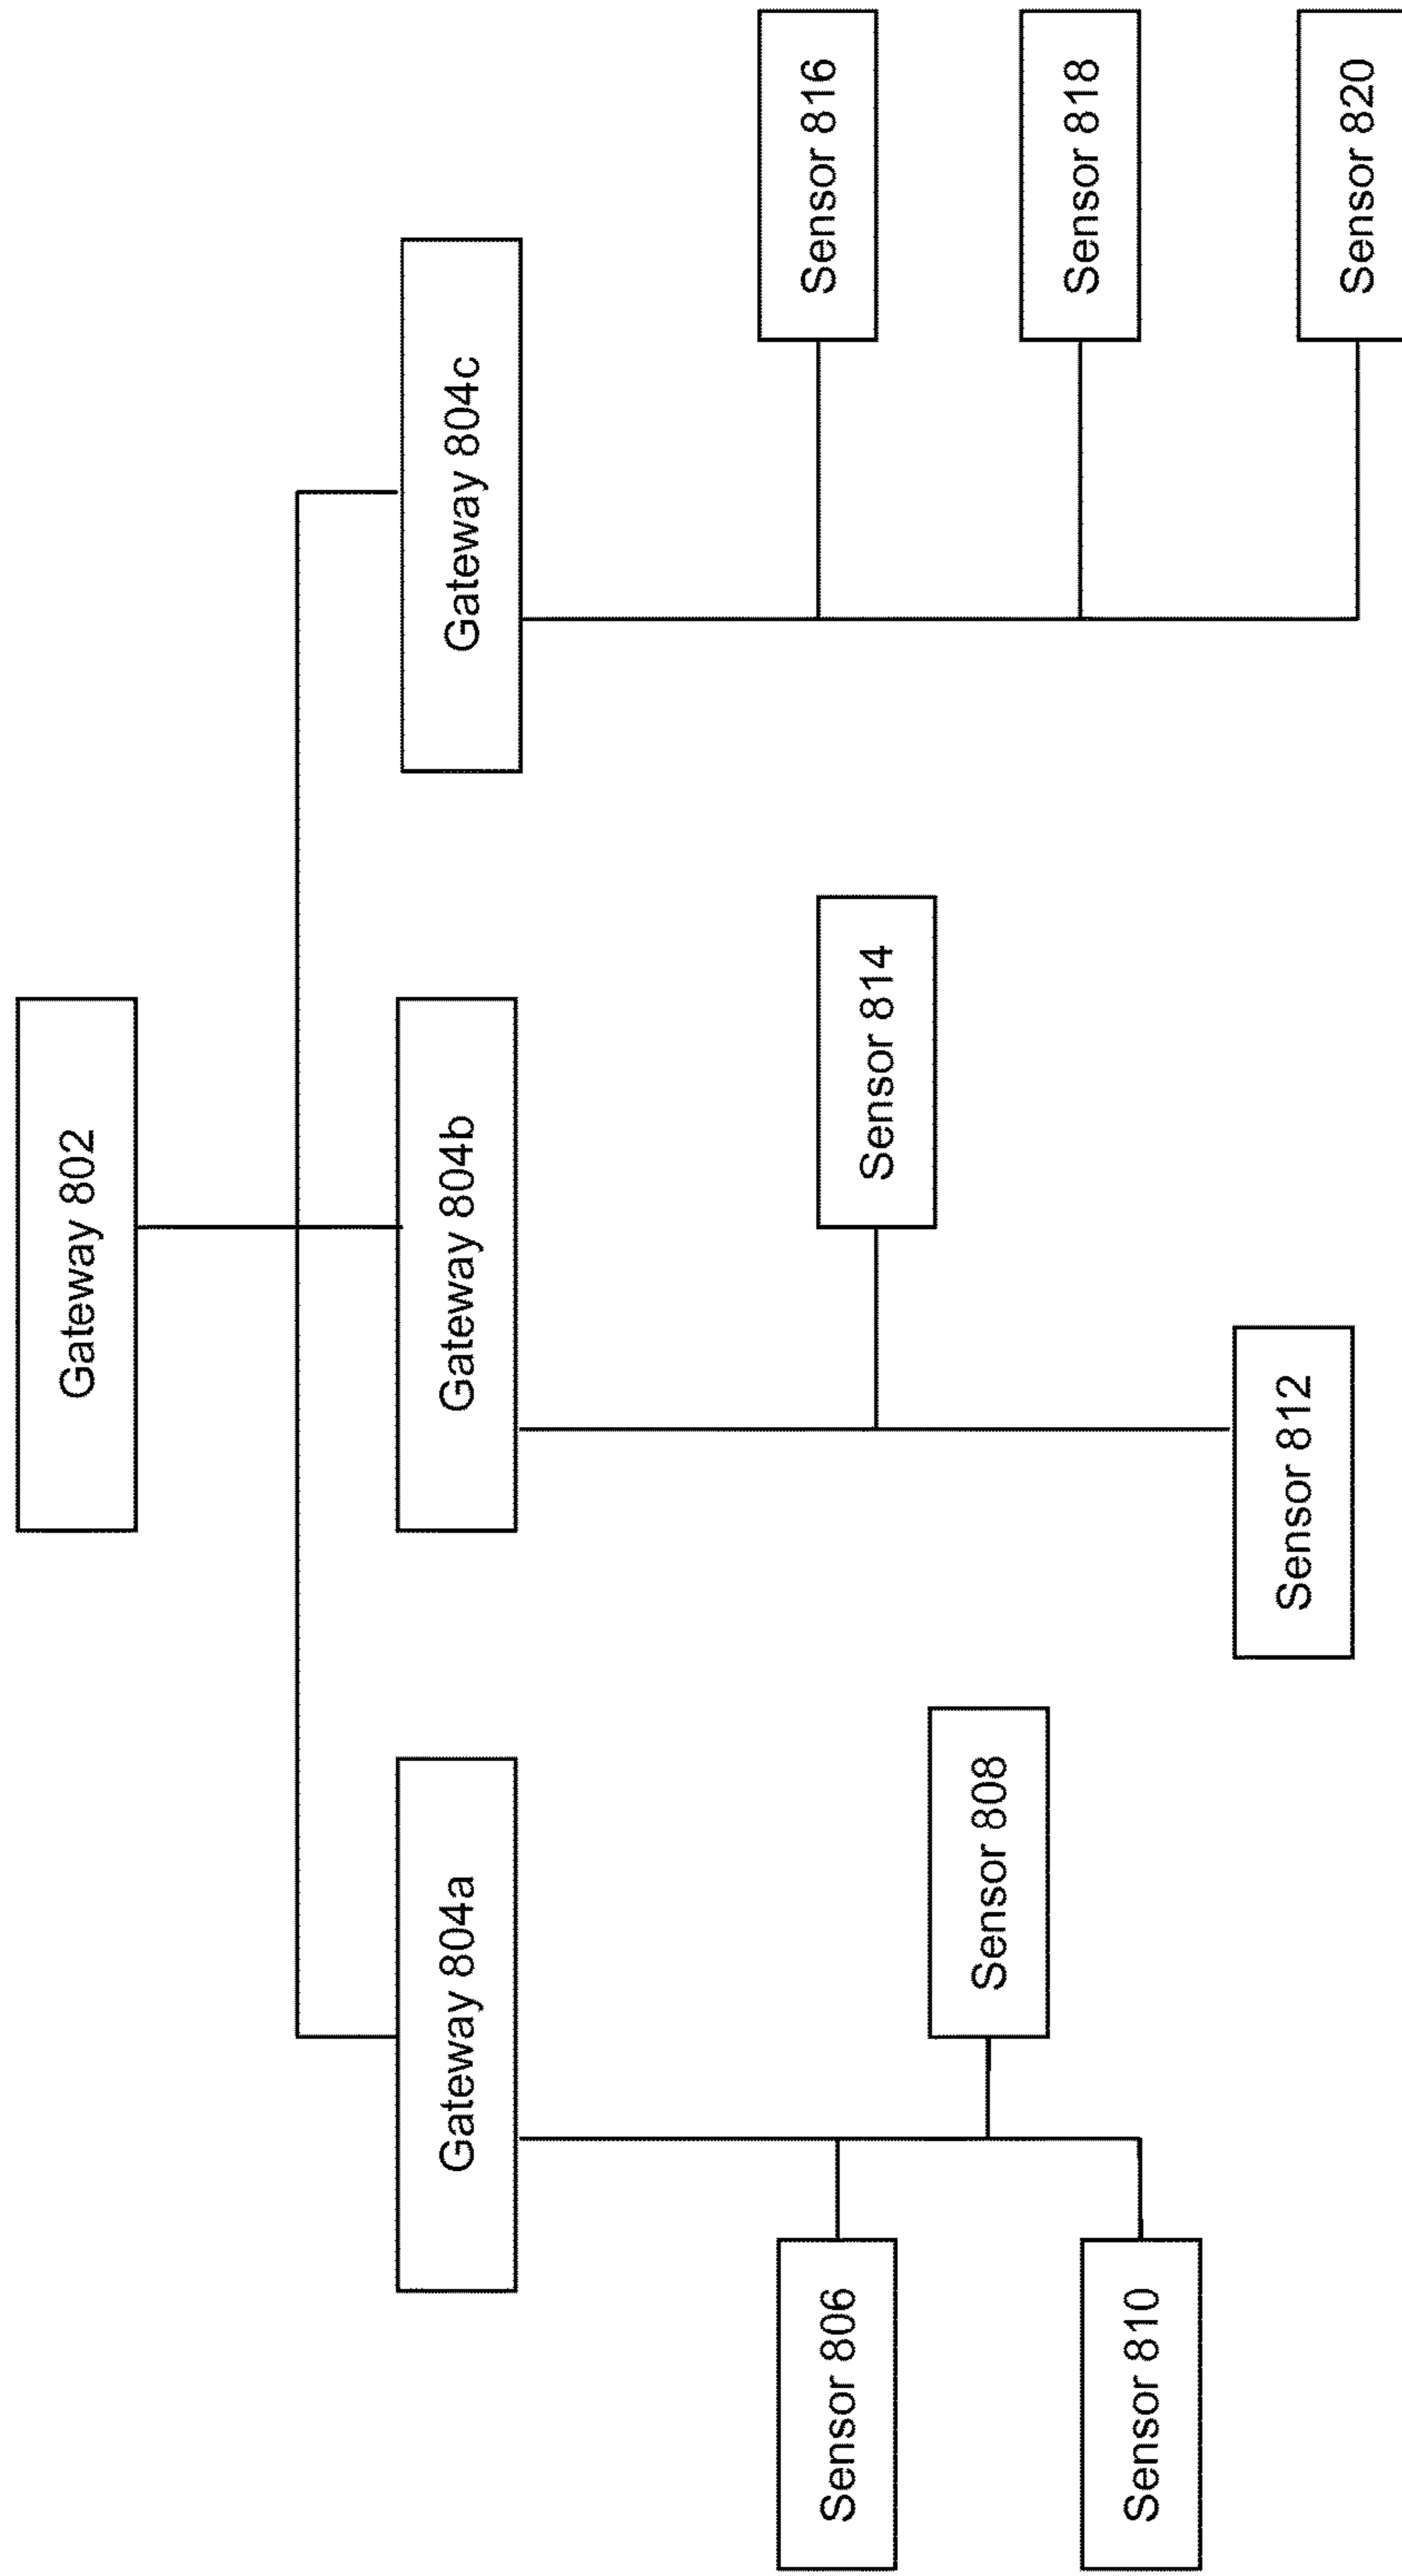 Gateway 802
Gateway 804a
Gateway 804b
Gateway 804c
Sensor 806
Sensor 808
Sensor 810
Sensor 812
Sensor 814
Sensor 816
Sensor 818
Sensor 820